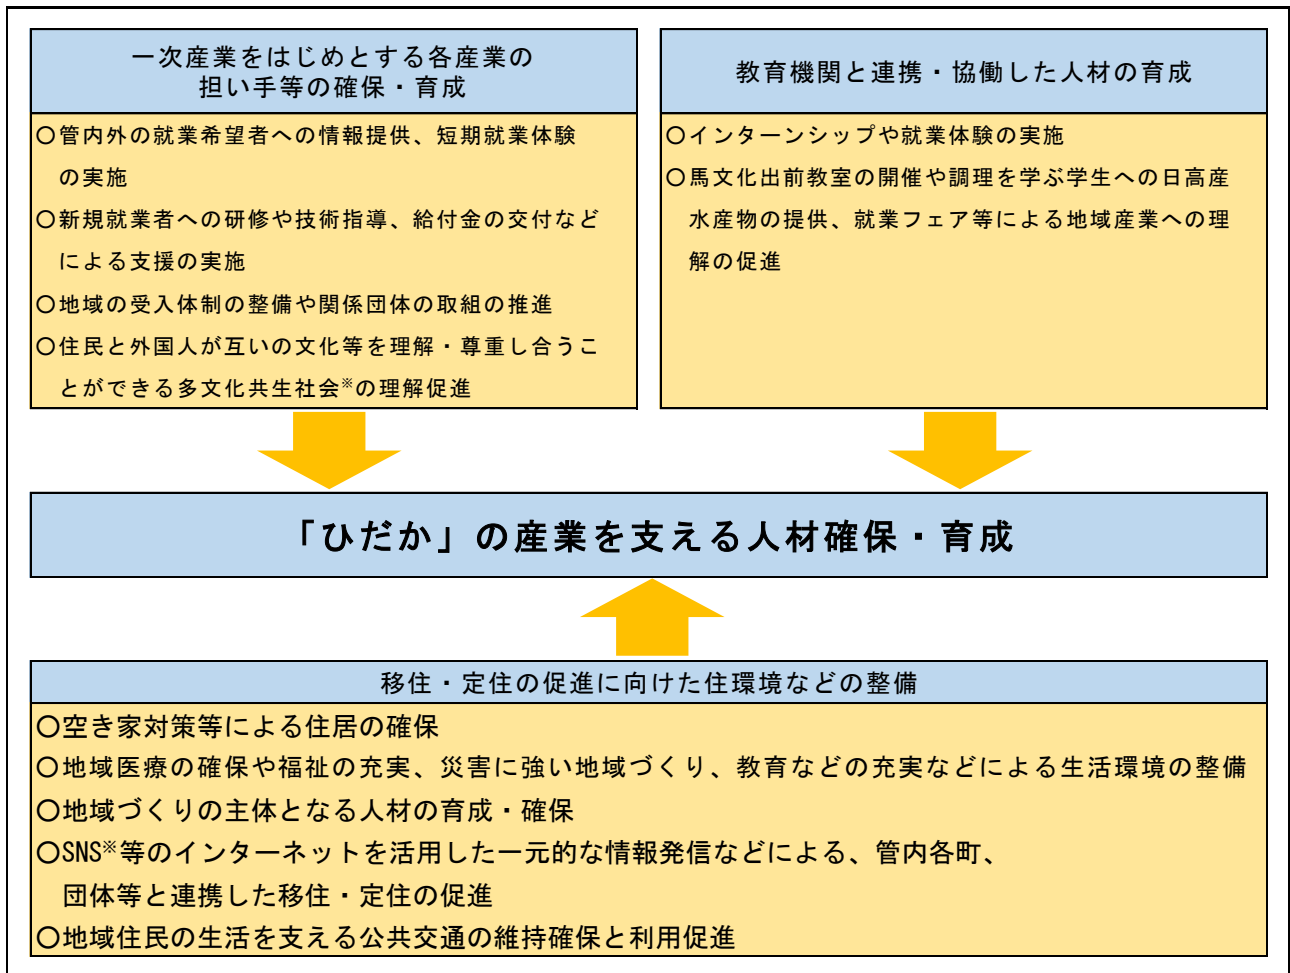 一次産業をはじめとする各産業の
担い手等の確保・育成
○管内外の就業希望者への情報提供、短期就業体験
の実施
○新規就業者への研修や技術指導、給付金の交付など
による支援の実施
○地域の受入体制の整備や関係団体の取組の推進
○住民と外国人が互いの文化等を理解・尊重し合うこ
とができる多文化共生社会※の理解促進
教育機関と連携・協働した人材の育成
○インターンシップや就業体験の実施
○馬文化出前教室の開催や調理を学ぶ学生への日高産
水産物の提供、就業フェア等による地域産業への理
解の促進
「ひだか」の産業を支える人材確保・育成
移住・定住の促進に向けた住環境などの整備
○空き家対策等による住居の確保
○地域医療の確保や福祉の充実、災害に強い地域づくり、教育などの充実などによる生活環境の整備
○地域づくりの主体となる人材の育成・確保
○SNS※等のインターネットを活用した一元的な情報発信などによる、管内各町、
団体等と連携した移住・定住の促進
○地域住民の生活を支える公共交通の維持確保と利用促進